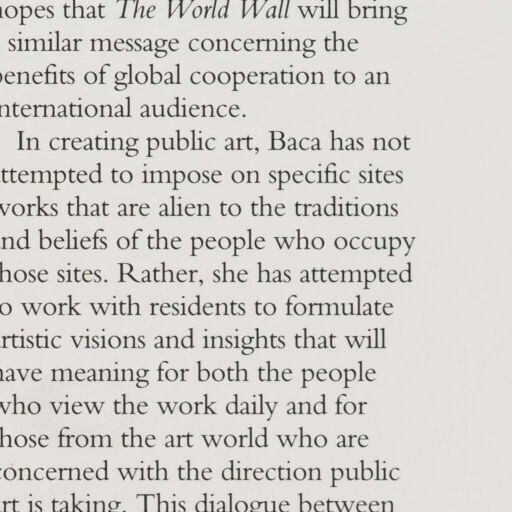 hopes that The World Wall will bring
similar message concerning the
benefits of global cooperation to an
international audience.
In creating public art, Baca has not
attempted to impose on specific sites
works that are alien to the traditions
and beliefs of the people who occupy
those sites. Rather, she has attempted
to work with residents to formulate
artistic visions and insights that will
have meaning for both the people
who view the work daily and for
those from the art world who are
concerned with the direction public
art is taking. This dialogue between